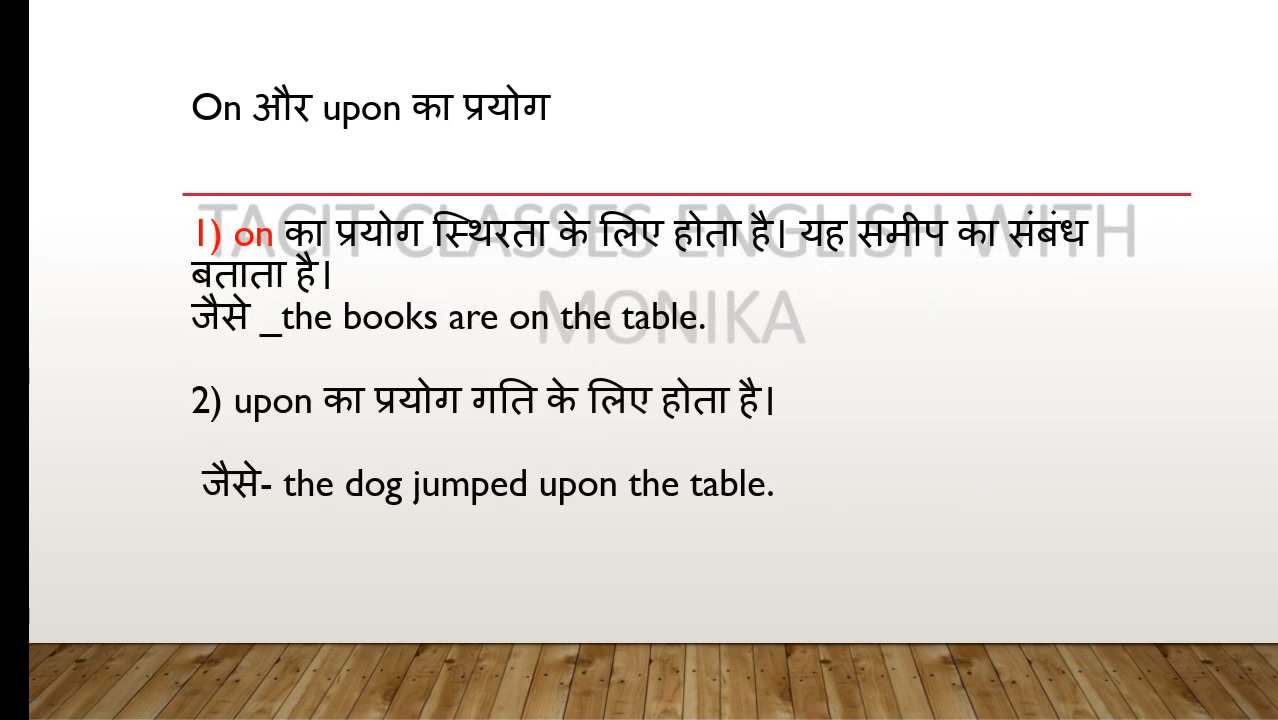 On और upon का प्रयोग
TACIT CLASSES ENGLISH WITH
MONIKA
1) on का प्रयोग स्थिरता के लिए होता है। यह समीप का संबंध
बताता है।
जैसे _the books are on the table.
2) upon का प्रयोग गति के लिए होता है।
जैसे- the dog jumped upon the table.